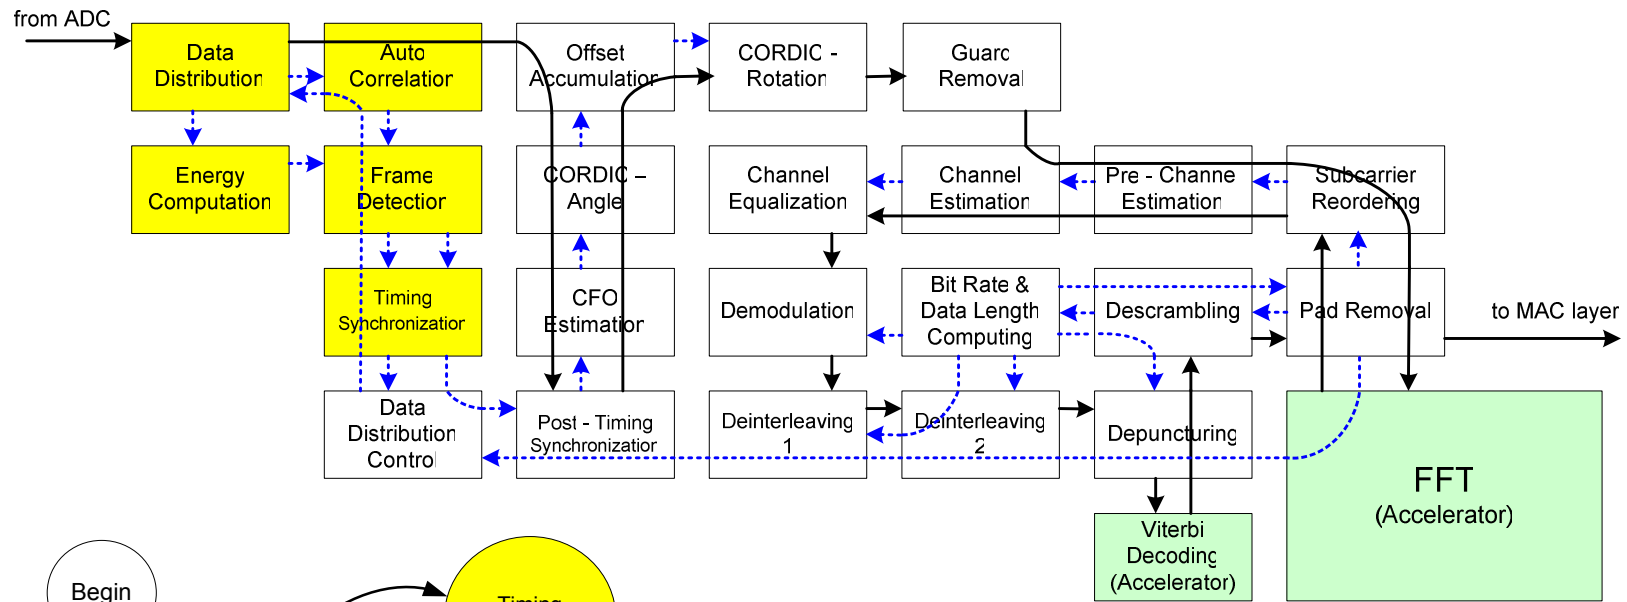 from ADC
Data
Distribution
Auto
Correlation
Offset
Accumulation
CORDIC -
Rotation
Guard
Removal
Energy
Computation
Frame
Detection
CORDIC –
Angle
Channel
Equalization
Channel
Estimation
Pre - Channel
Estimation
Subcarrier
Reordering
Timing
Synchronization
CFO
Estimation
Demodulation
Bit Rate &
Data Length
Computing
Descrambling
Pad Removal
to MAC layer
Data
Distribution
Control
Post - Timing
Synchronization
Deinterleaving
1
Deinterleaving
2
Depuncturing
FFT
(Accelerator)
Viterbi
Decoding
(Accelerator)
Begin
Timing